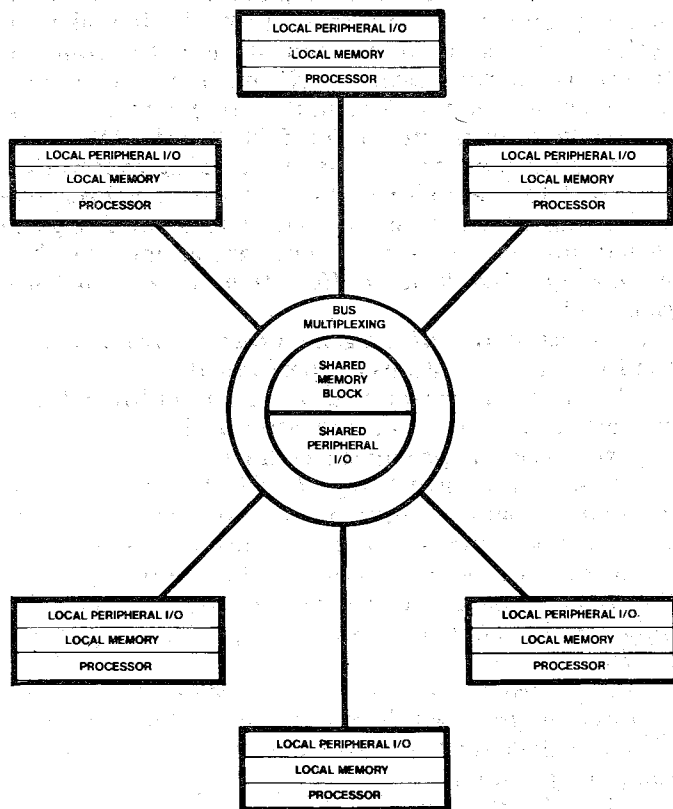 LOCAL PERIPHERAL I/O
LOCAL MEMORY
PROCESSOR
LOCAL PERIPHERAL I/O
LOCAL MEMORY
PROCESSOR
LOCAL PERIPHERAL I/O
LOCAL MEMORY
PROCESSOR
BUS
MULTIPLEXING
SHARED
MEMORY
BLOCK
SHARED
PERIPHERAL
I/O
LOCAL PERIPHERAL I/O
LOCAL MEMORY
PROCESSOR
LOCAL PERIPHERAL I/O
LOCAL MEMORY
PROCESSOR
LOCAL PERIPHERAL I/O
LOCAL MEMORY
PROCESSOR